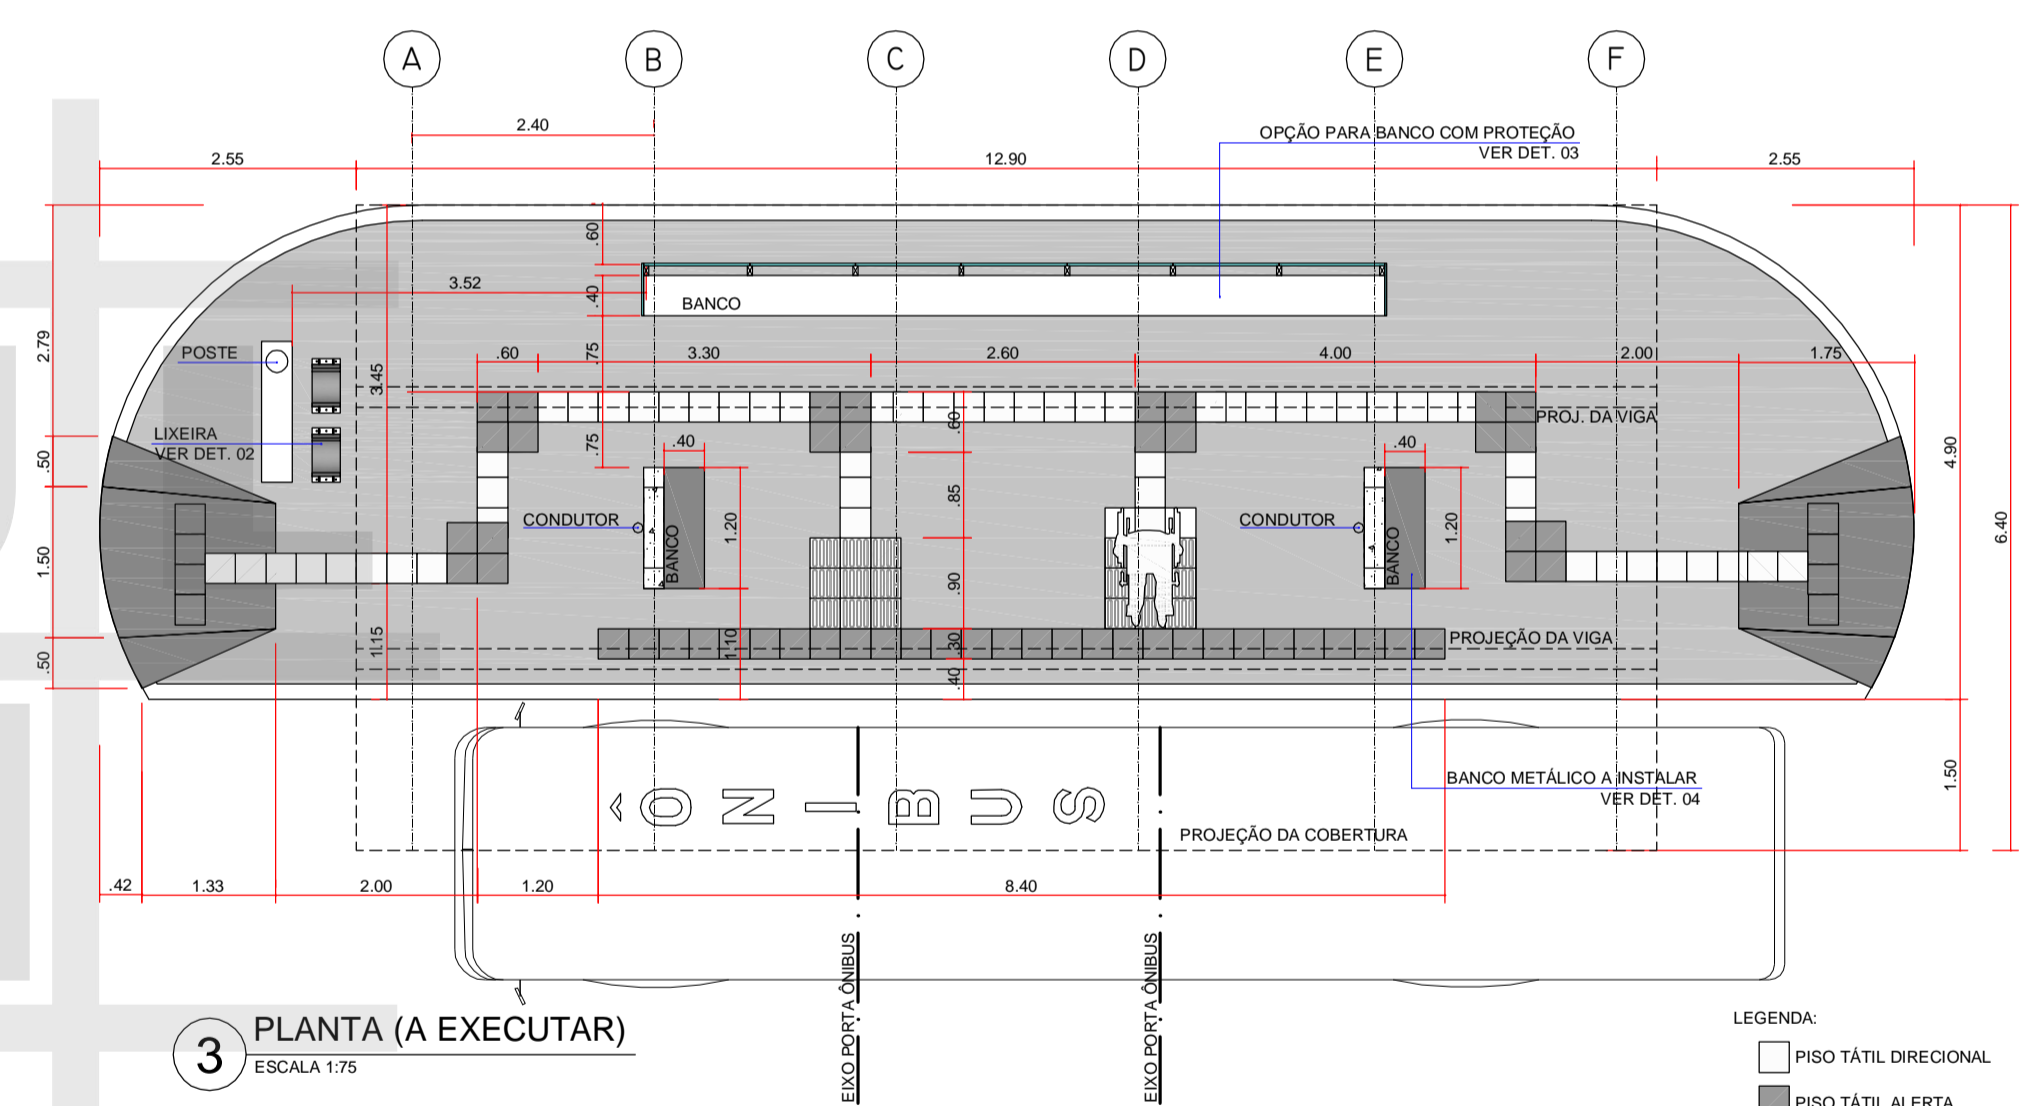 A B C D E F
2.40
OPÇÃO PARA BANCO COM PROTEÇÃO
VER DET. 03
2.55 12.90 2.55
.60
3.52
.40
BANCO
2.79
POSTE
3.45
.60 .75 3.30 2.60 4.00 2.00 1.75
LIXEIRA
VER DET. 02
.60
PROJ. DA VIGA
.75
.40
.40
4.90
.50
.85
CONDUTOR
BANCO
1.20
CONDUTOR
BANCO
1.20
6.40
1.50
.90
1.15
1.10
.30
PROJEÇÃO DA VIGA
.50
.40
ÔNIBUS
BANCO METÁLICO A INSTALAR
VER DET. 04
1.50
PROJEÇÃO DA COBERTURA
.42 1.33 2.00 1.20 8.40
EIXO PORTA ÔNIBUS
EIXO PORTA ÔNIBUS
3
PLANTA (A EXECUTAR)
ESCALA 1:75
LEGENDA:
PISO TÁTIL DIRECIONAL
PISO TÁTIL ALERTA